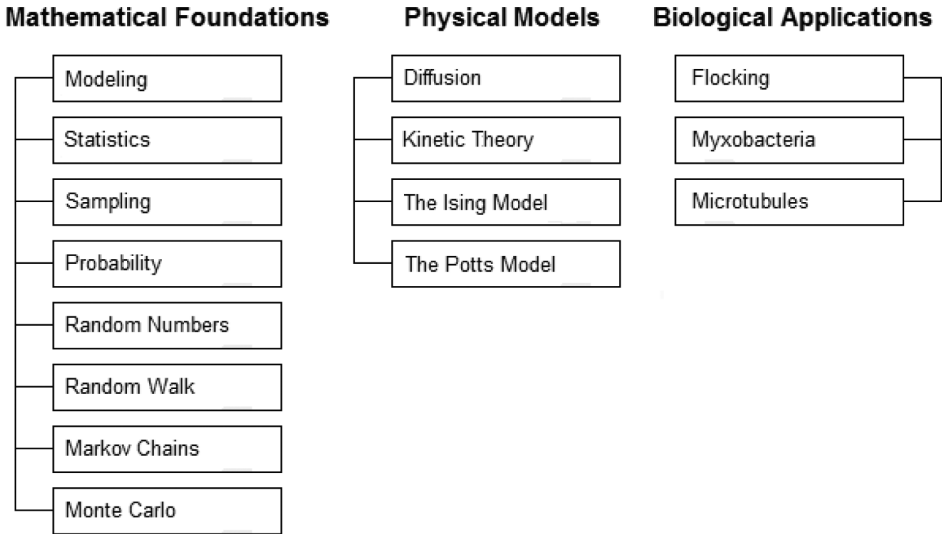 Mathematical Foundations
Modeling
Statistics
Sampling
Probability
Random Numbers
Random Walk
Markov Chains
Monte Carlo
Physical Models
Diffusion
Kinetic Theory
The Ising Model
The Potts Model
Biological Applications
Flocking
Myxobacteria
Microtubules